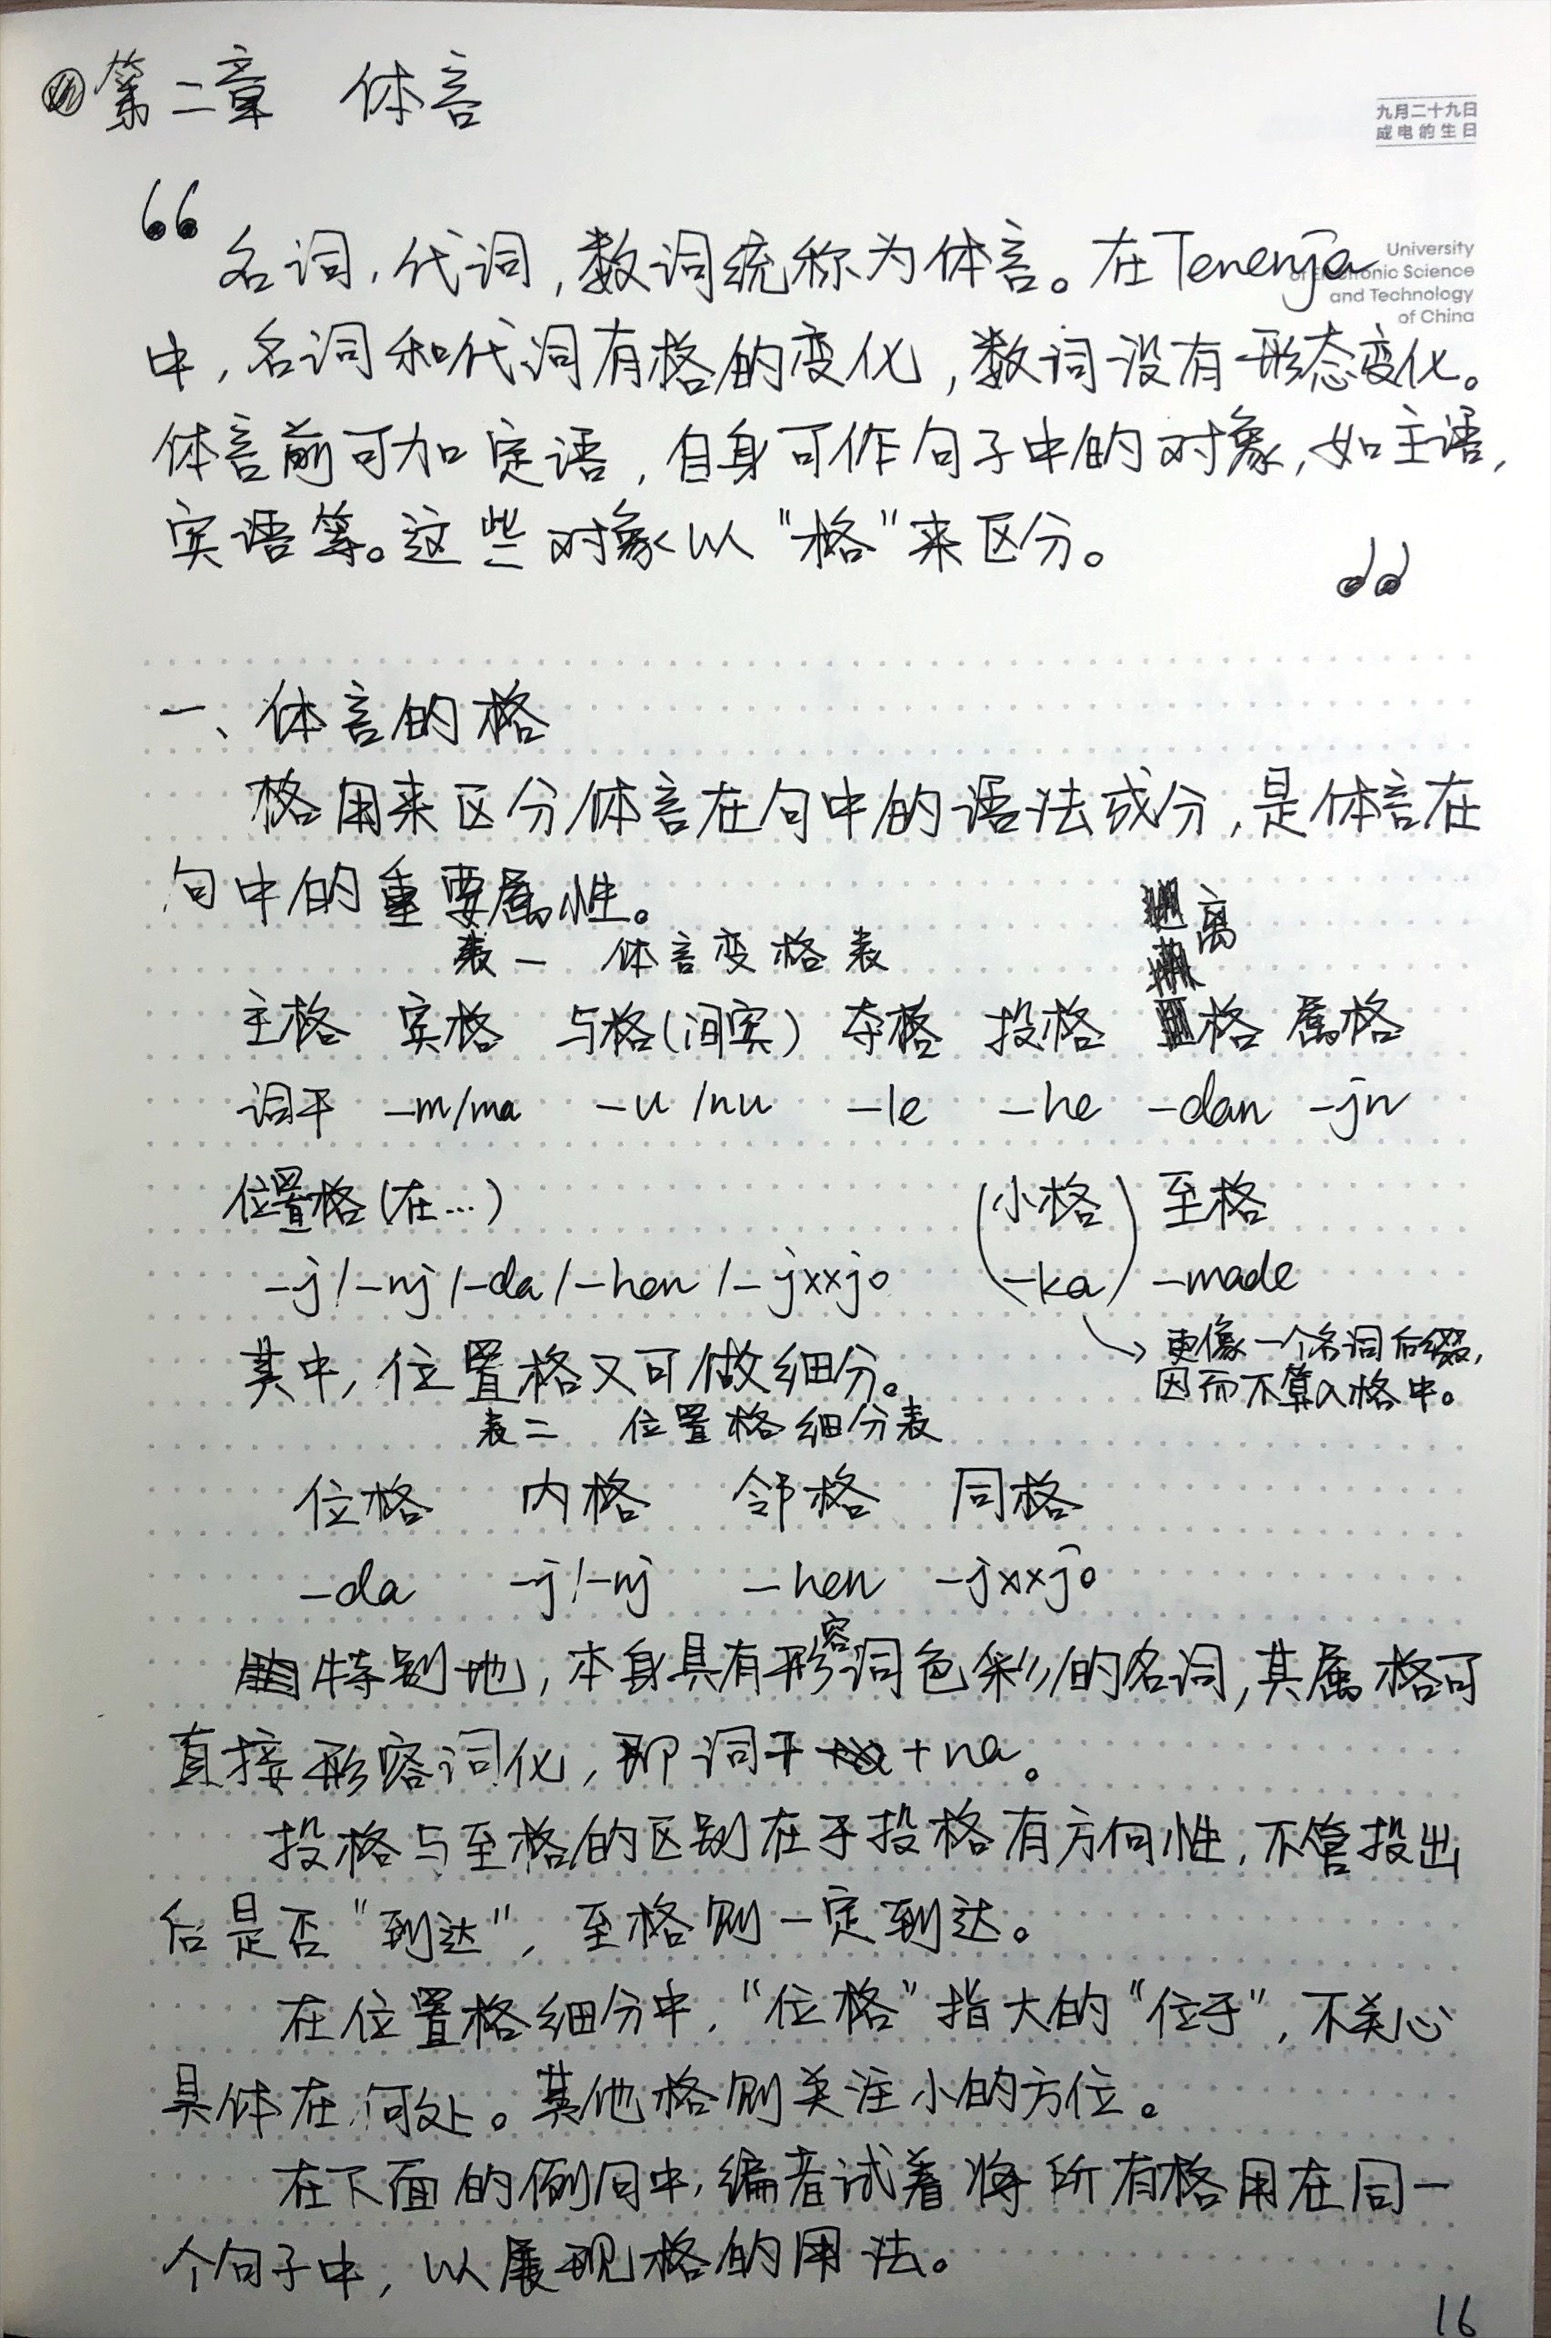 第二章 体言
九月二十九日
成电的生日
“
名词,代词,数词统称为体言。在Tenenja
University
of Electronic Science
and Technology
of China
中,名词和代词有格的变化,数词没有形态变化。
体言前可加定语,自身可作句子中的对象,如主语,
宾语等。这些对象以"格"来区分。
”
一、体言的格
格用来区分体言在句中的语法成分,是体言在
句中的重要属性。
表一 体言变格表
主格 宾格 与格(间宾) 夺格 投格 离格 属格
词干 -m/ma -u/nu -le -he -dan -j̄n
位置格(在…) (小格) 至格
-j/-nj/-da/-hen/-jxxjo (-ka) -made
→更像一个名词后缀,
因而不算入格中。
其中,位置格又可做细分。
表二 位置格细分表
位格 内格 邻格 同格
-da -j/-nj -hen -jxxj̄o
特别地,本身具有形容词色彩的名词,其属格可
直接形容词化,即词干+na。
投格与至格的区别在于投格有方向性,不管投出
后是否"到达",至格则一定到达。
在位置格细分中,"位格"指大的"位于",不关心
具体在何处。其他格则关注小的方位。
在下面的例句中,编者试着将所有格用在同一
个句子中,以展现格的用法。
16